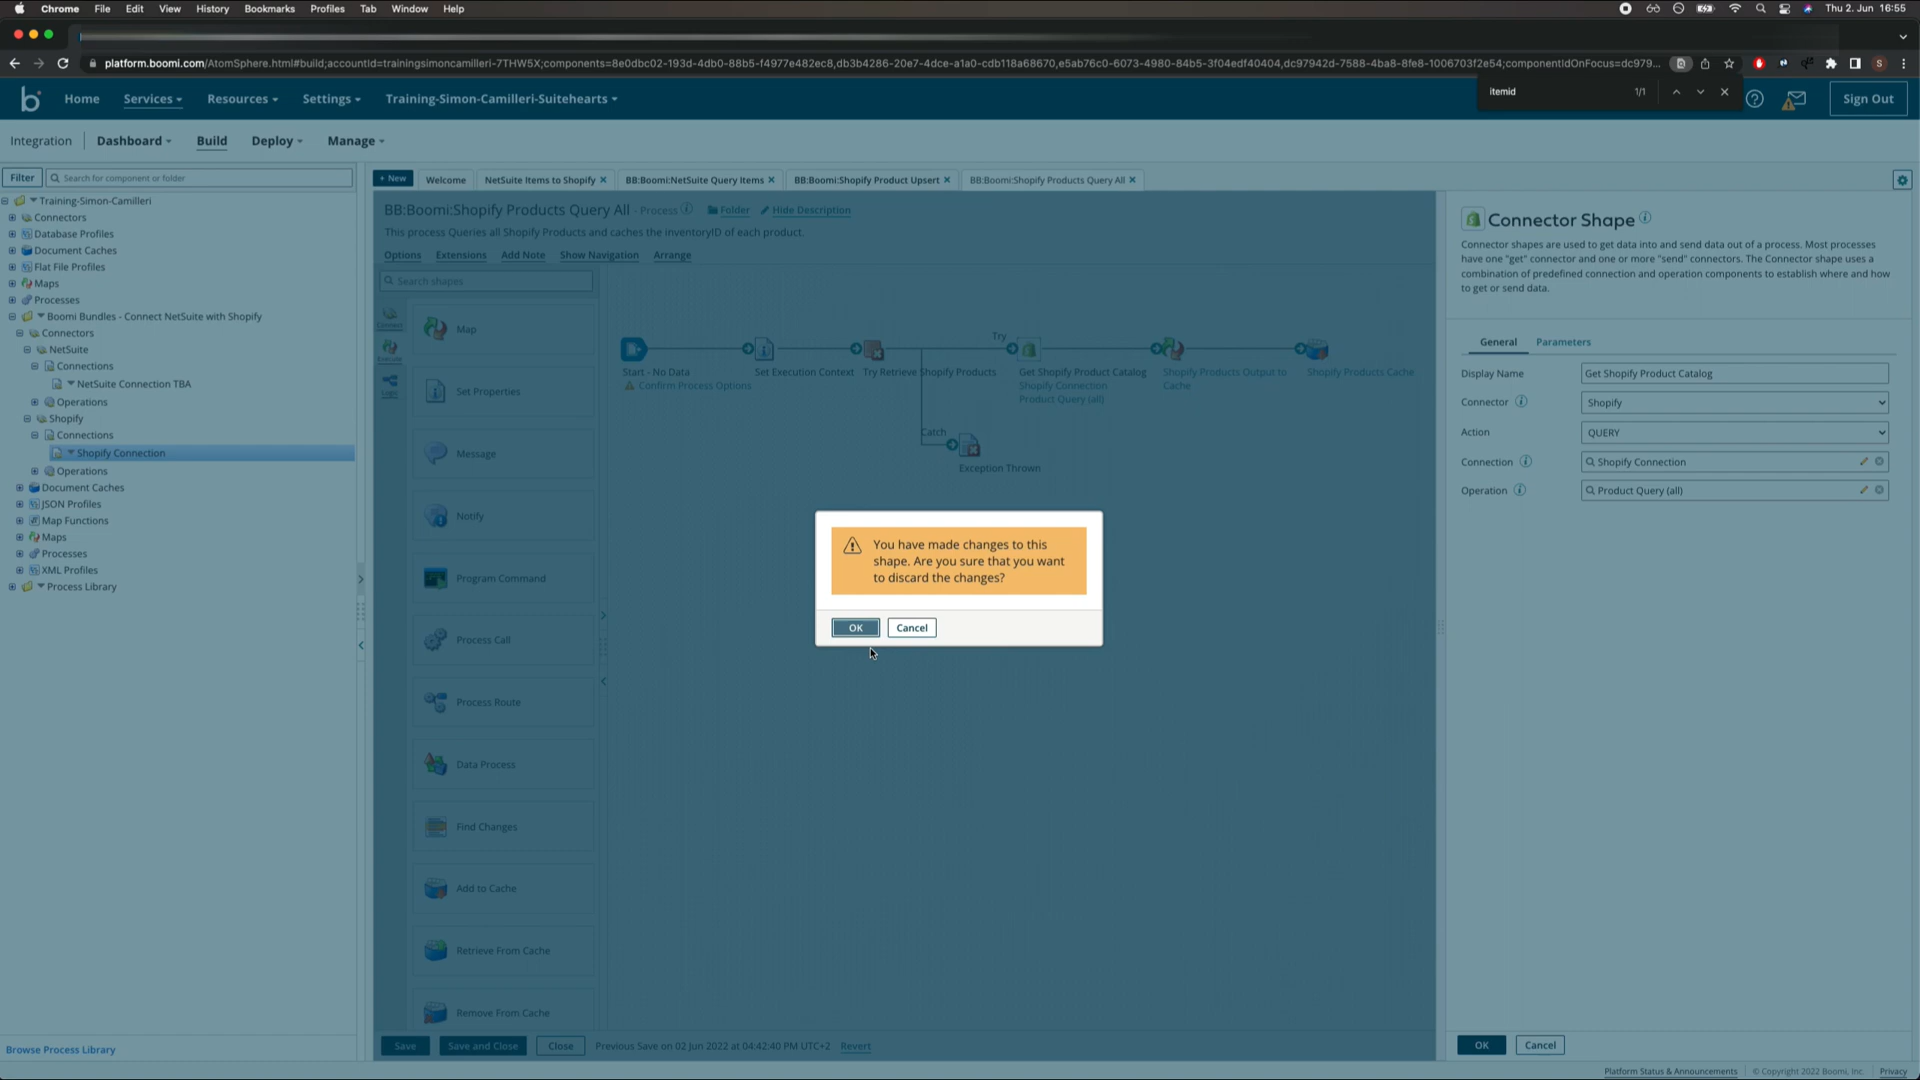 Chrome File Edit View History Bookmarks Profiles Tab Window Help
Thu 2. Jun 16:55
platform.boomi.com/AtomSphere.html#build;accountId=trainingsimoncamilleri-7THW5X;components=8e0dbc02-193d-4db0-88b5-f4977e482ec8,db3b4286-20e7-4dce-a1a0-cdb118a68670,e5ab76c0-6073-4980-84b5-3f04edf40404,dc97942d-7588-4ba8-8fe8-1006703f2e54;componentIdOnFocus=dc979...
S
Home Services Resources Settings Training-Simon-Camilleri-Suitehearts
itemid 1/1
Sign Out
Integration Dashboard Build Deploy Manage
Filter Search for component or folder
Training-Simon-Camilleri
Connectors
Database Profiles
Document Caches
Flat File Profiles
Maps
Processes
Boomi Bundles - Connect NetSuite with Shopify
Connectors
NetSuite
Connections
NetSuite Connection TBA
Operations
Shopify
Connections
Shopify Connection
Operations
Document Caches
JSON Profiles
Map Functions
Maps
Processes
XML Profiles
Process Library
Browse Process Library
+ New Welcome NetSuite Items to Shopify BB:Boomi:NetSuite Query Items BB:Boomi:Shopify Product Upsert BB:Boomi:Shopify Products Query All
BB:Boomi:Shopify Products Query All - Process Folder Hide Description
This process Queries all Shopify Products and caches the inventoryID of each product.
Options Extensions Add Note Show Navigation Arrange
Search shapes
Connect
Execute
Logic
Map
Set Properties
Message
Notify
Program Command
Process Call
Process Route
Data Process
Find Changes
Add to Cache
Retrieve From Cache
Remove From Cache
Try
Start - No Data
Confirm Process Options
Set Execution Context
Try Retrieve Shopify Products
Get Shopify Product Catalog
Shopify Connection
Product Query (all)
Shopify Products Output to
Cache
Shopify Products Cache
Catch
Exception Thrown
You have made changes to this
shape. Are you sure that you want
to discard the changes?
OK Cancel
Save Save and Close Close Previous Save on 02 Jun 2022 at 04:42:40 PM UTC+2 Revert
Connector Shape
Connector shapes are used to get data into and send data out of a process. Most processes
have one "get" connector and one or more "send" connectors. The Connector shape uses a
combination of predefined connection and operation components to establish where and how
to get or send data.
General Parameters
Display Name Get Shopify Product Catalog
Connector Shopify
Action QUERY
Connection Shopify Connection
Operation Product Query (all)
OK Cancel
Platform Status & Announcements © Copyright 2022 Boomi, Inc. Privacy